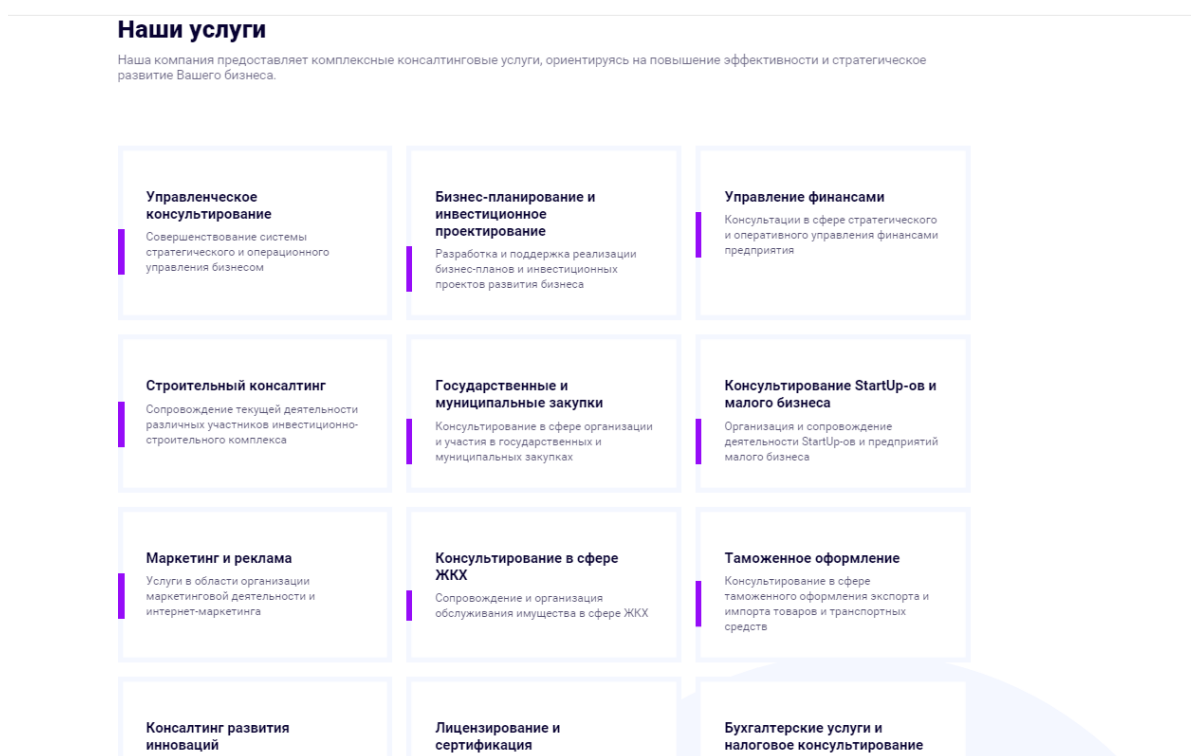 Наши услуги
Наша компания предоставляет комплексные консалтинговые услуги, ориентируясь на повышение эффективности и стратегическое
развитие Вашего бизнеса.
Управленческое
консультирование
Совершенствование системы
стратегического и операционного
управления бизнесом
Бизнес-планирование и
инвестиционное
проектирование
Разработка и поддержка реализации
бизнес-планов и инвестиционных
проектов развития бизнеса
Управление финансами
Консультации в сфере стратегического
и оперативного управления финансами
предприятия
Строительный консалтинг
Сопровождение текущей деятельности
различных участников инвестиционно-
строительного комплекса
Государственные и
муниципальные закупки
Консультирование в сфере организации
и участия в государственных и
муниципальных закупках
Консультирование StartUp-ов и
малого бизнеса
Организация и сопровождение
деятельности StartUp-ов и предприятий
малого бизнеса
Маркетинг и реклама
Услуги в области организации
маркетинговой деятельности и
интернет-маркетинга
Консультирование в сфере
ЖКХ
Сопровождение и организация
обслуживания имущества в сфере ЖКХ
Таможенное оформление
Консультирование в сфере
таможенного оформления экспорта и
импорта товаров и транспортных
средств
Консалтинг развития
инноваций
Лицензирование и
сертификация
Бухгалтерские услуги и
налоговое консультирование